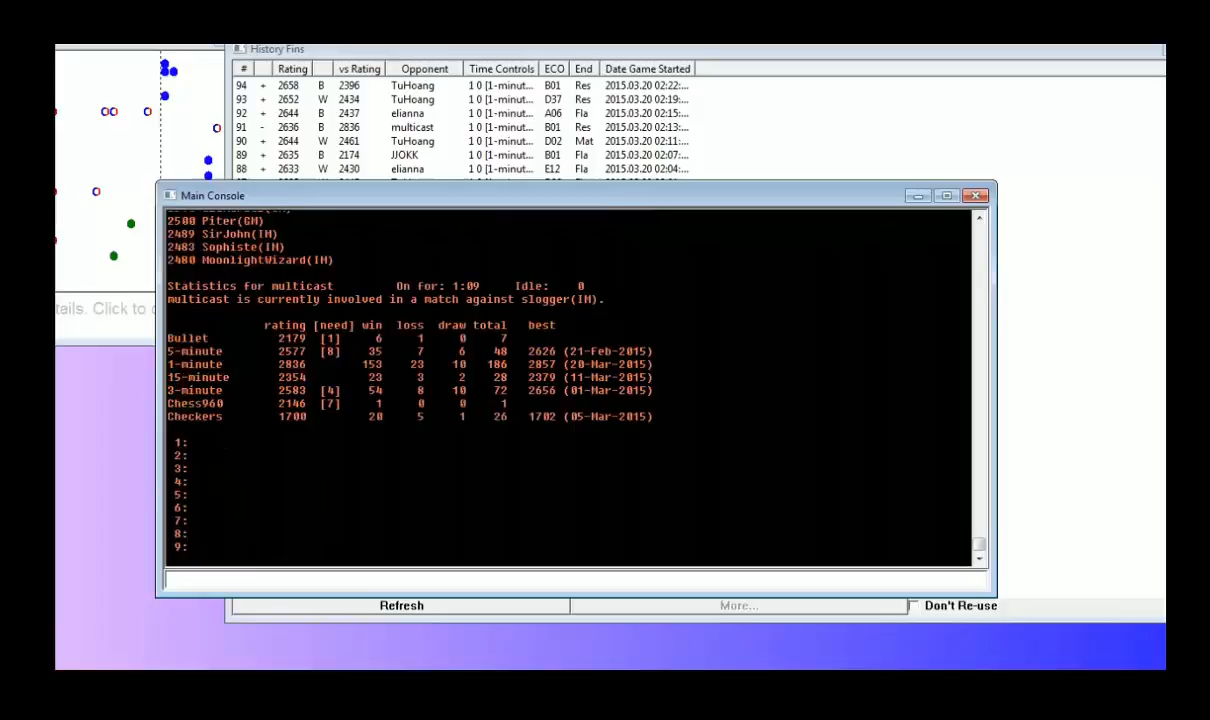 History Fins
# Rating vs Rating Opponent Time Controls ECO End Date Game Started
94 + 2658 B 2396 TuHoang 1 0 [1-minut... B01 Res 2015.03.20 02:22:...
93 + 2652 W 2434 TuHoang 1 0 [1-minut... D37 Res 2015.03.20 02:19:...
92 + 2644 B 2437 elianna 1 0 [1-minut... A06 Fla 2015.03.20 02:15:...
91 - 2636 B 2836 multicast 1 0 [1-minut... B01 Res 2015.03.20 02:13:...
90 + 2644 W 2461 TuHoang 1 0 [1-minut... D02 Mat 2015.03.20 02:11:...
89 + 2635 B 2174 JJOKK 1 0 [1-minut... B01 Fla 2015.03.20 02:07:...
88 + 2633 W 2430 elianna 1 0 [1-minut... E12 Fla 2015.03.20 02:04:...
Main Console
2500 Piter(GM)
2489 SirJohn(IM)
2483 Sophiste(IM)
2480 MoonlightWizard(IM)
Statistics for multicast On for: 1:09 Idle: 0
multicast is currently involved in a match against slogger(IM).
rating [need] win loss draw total best
Bullet 2179 [1] 6 1 0 7
5-minute 2577 [8] 35 7 6 48 2626 (21-Feb-2015)
1-minute 2836 153 23 10 186 2857 (20-Mar-2015)
15-minute 2354 23 3 2 28 2379 (11-Mar-2015)
3-minute 2583 [4] 54 8 10 72 2656 (01-Mar-2015)
Chess960 2146 [7] 1 0 0 1
Checkers 1700 20 5 1 26 1702 (05-Mar-2015)
1:
2:
3:
4:
5:
6:
7:
8:
9:
tails. Click to
Refresh More... Don't Re-use